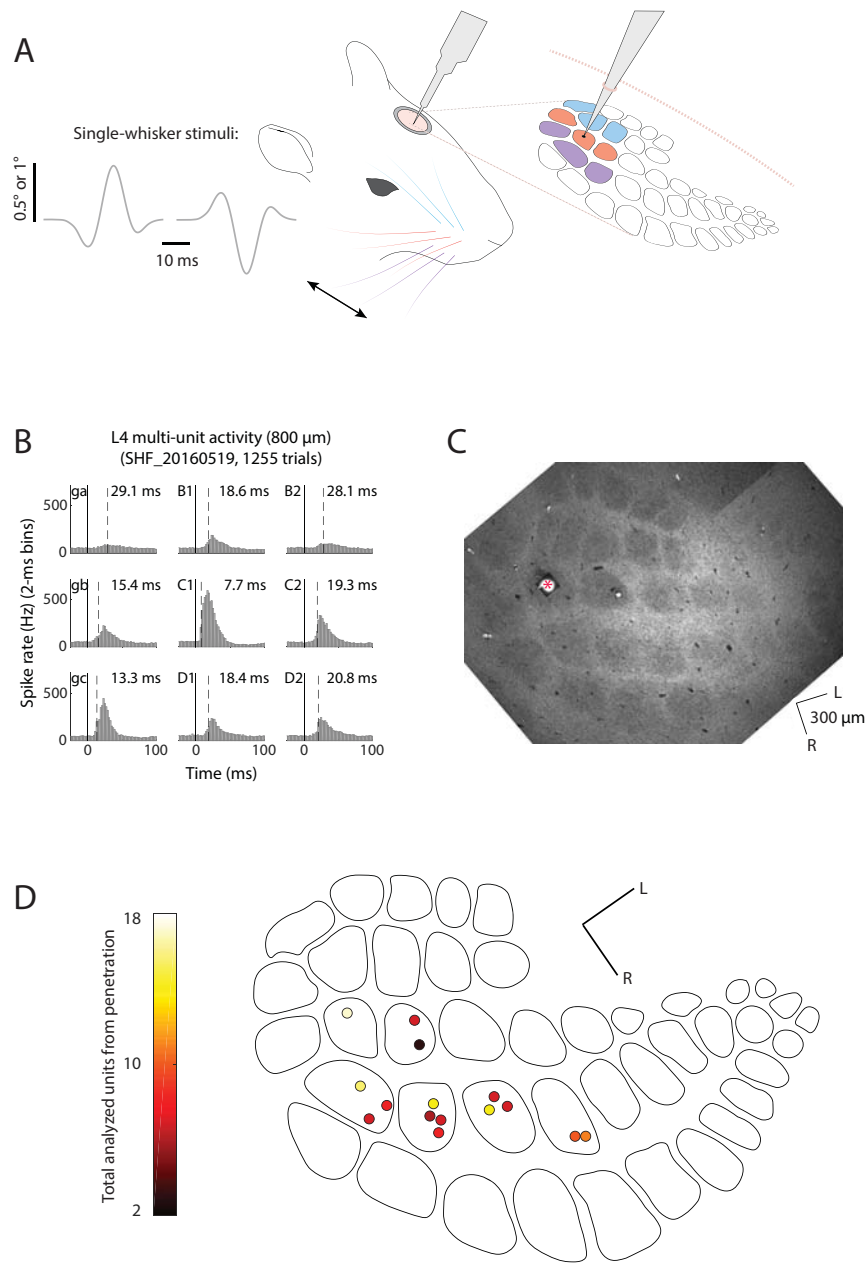 A
Single-whisker stimuli:
0.5° or 1°
10 ms
B
L4 multi-unit activity (800 µm)
(SHF_20160519, 1255 trials)
Spike rate (Hz) (2-ms bins)
500
0
ga 29.1 ms
B1 18.6 ms
B2 28.1 ms
500
0
gb 15.4 ms
C1 7.7 ms
C2 19.3 ms
500
0
gc 13.3 ms
D1 18.4 ms
D2 20.8 ms
0 100
0 100
0 100
Time (ms)
C
*
L
300 µm
R
D
Total analyzed units from penetration
18
10
2
L
R